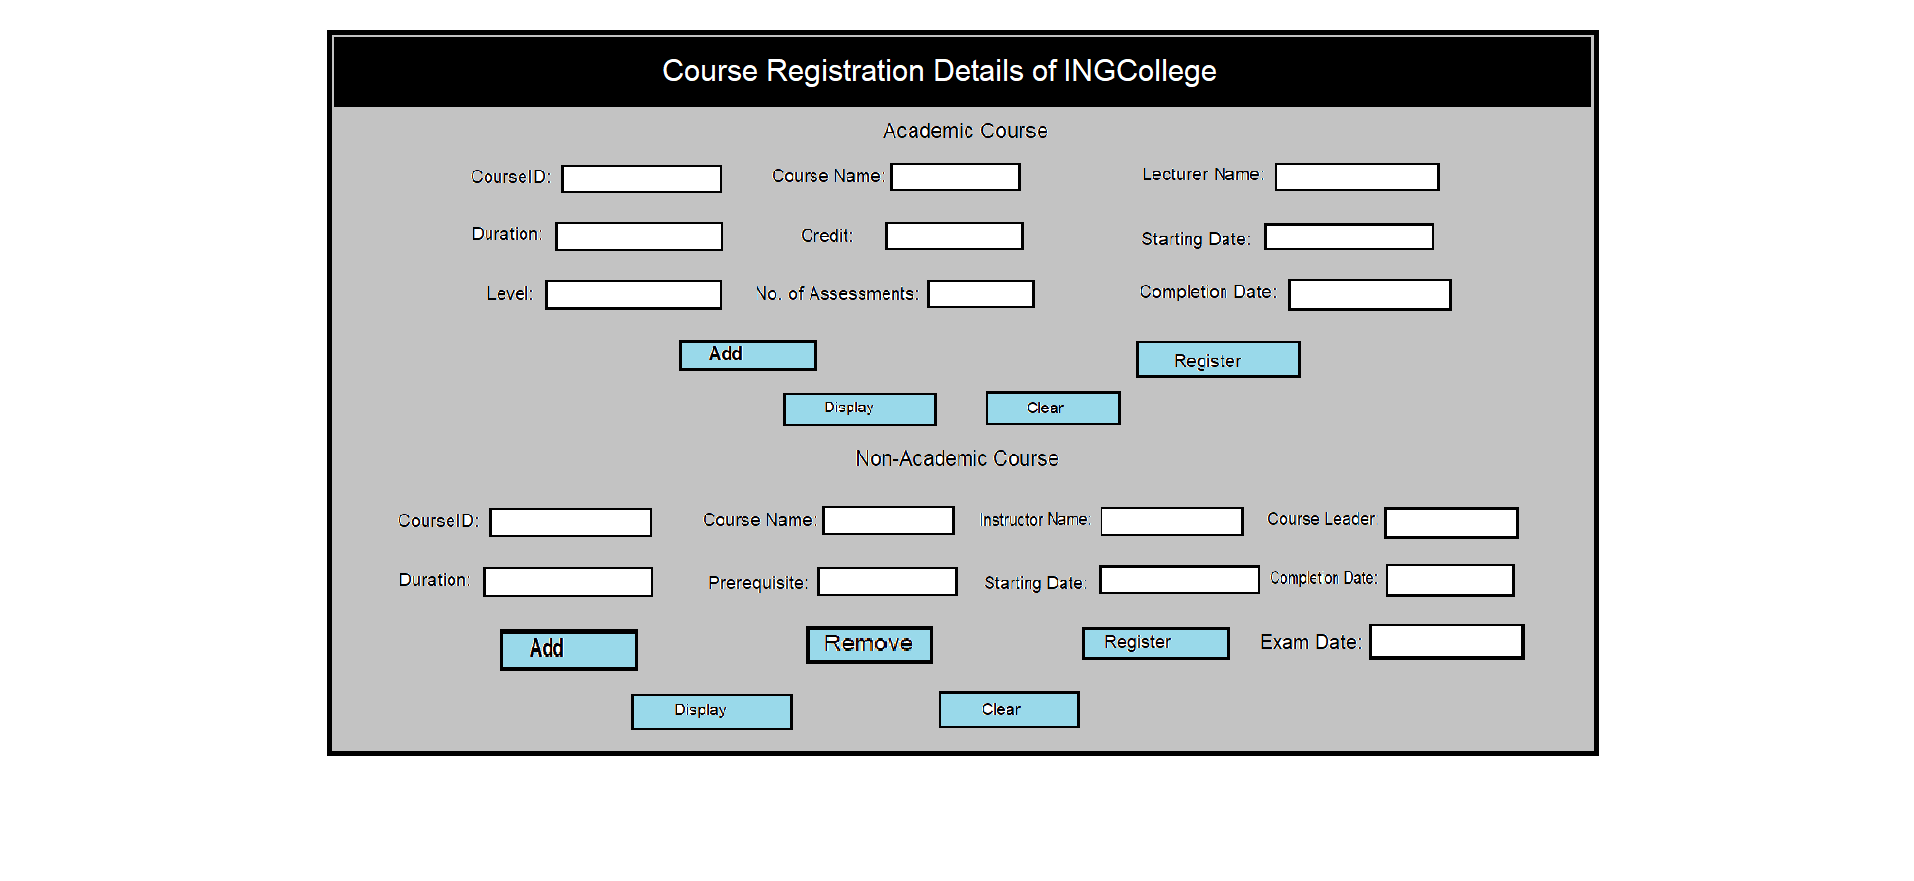 Course Registration Details of INGCollege
Academic Course
CourseID: Course Name: Lecturer Name:
Duration: Credit: Starting Date:
Level: No. of Assessments: Completion Date:
Add Register
Display Clear
Non-Academic Course
CourseID: Course Name: Instructor Name: Course Leader
Duration: Prerequisite: Starting Date: Completion Date:
Add Remove Register Exam Date:
Display Clear